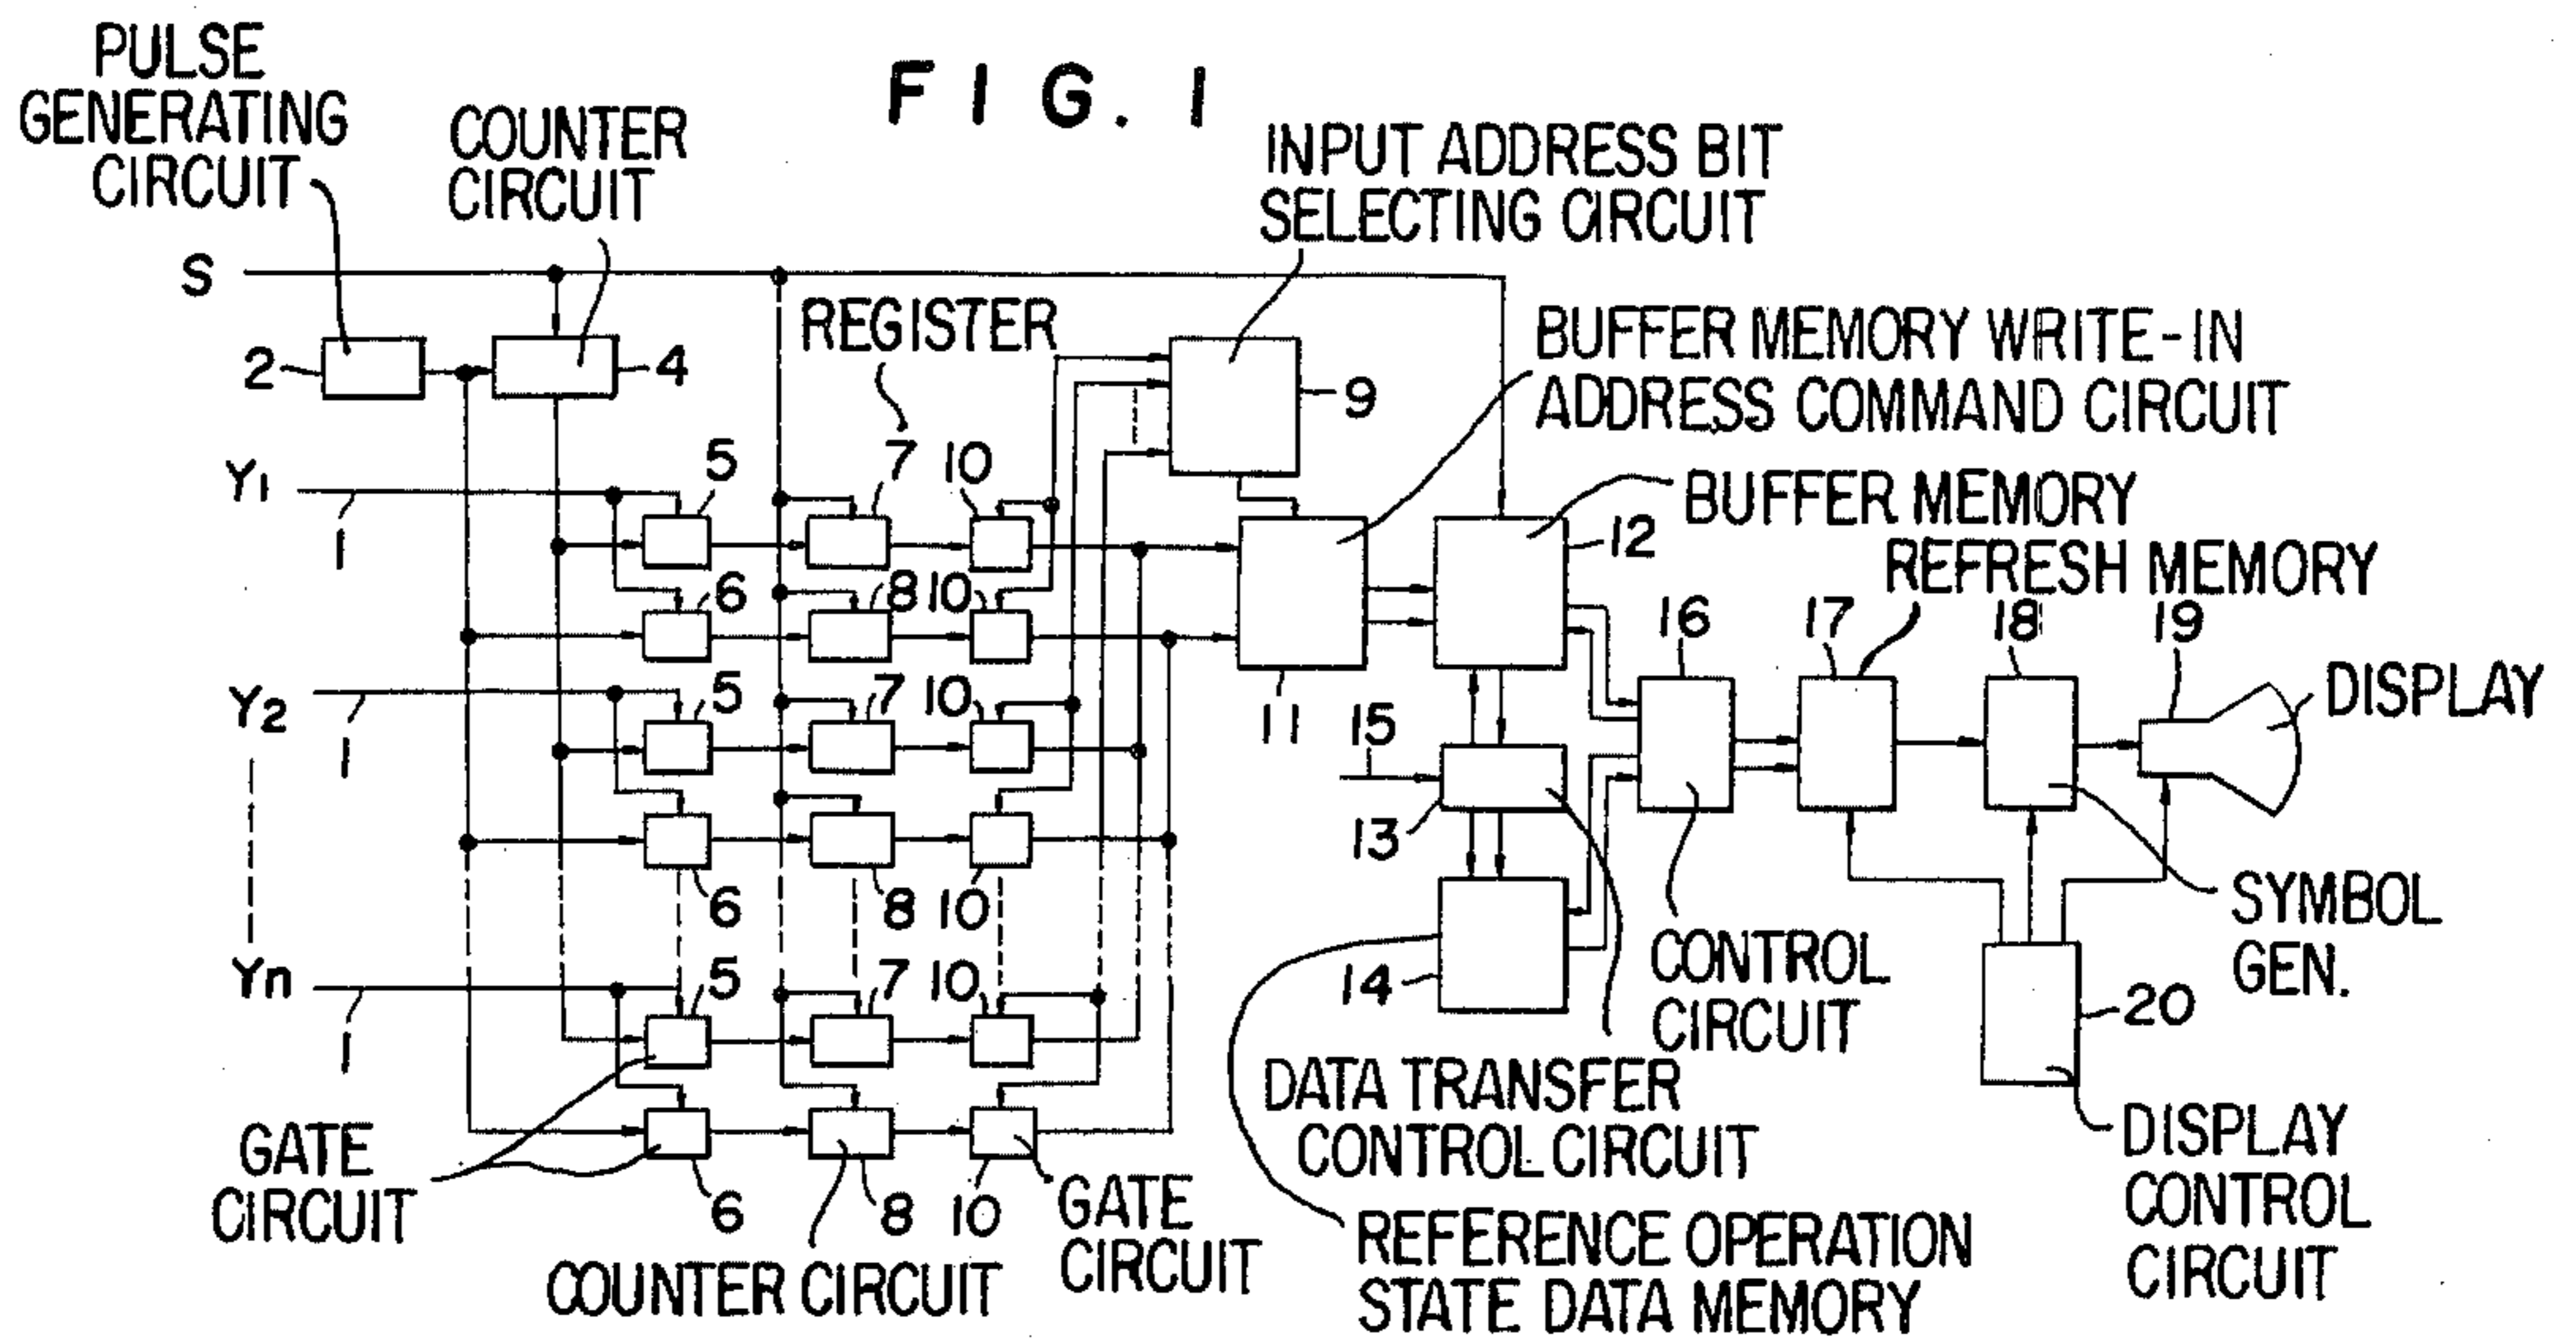 FIG. 1
PULSE
GENERATING
CIRCUIT
COUNTER
CIRCUIT
INPUT ADDRESS BIT
SELECTING CIRCUIT
S
REGISTER
BUFFER MEMORY WRITE-IN
ADDRESS COMMAND CIRCUIT
2
4
9
Y1
1
5
7
10
BUFFER MEMORY
12
REFRESH MEMORY
6
8
10
11
16
17
18
19
DISPLAY
Y2
1
5
7
10
15
13
6
8
10
SYMBOL
GEN.
Yn
1
5
7
10
14
CONTROL
CIRCUIT
20
DATA TRANSFER
CONTROL CIRCUIT
GATE
CIRCUIT
6
8
10
GATE
CIRCUIT
DISPLAY
CONTROL
CIRCUIT
COUNTER CIRCUIT
REFERENCE OPERATION
STATE DATA MEMORY